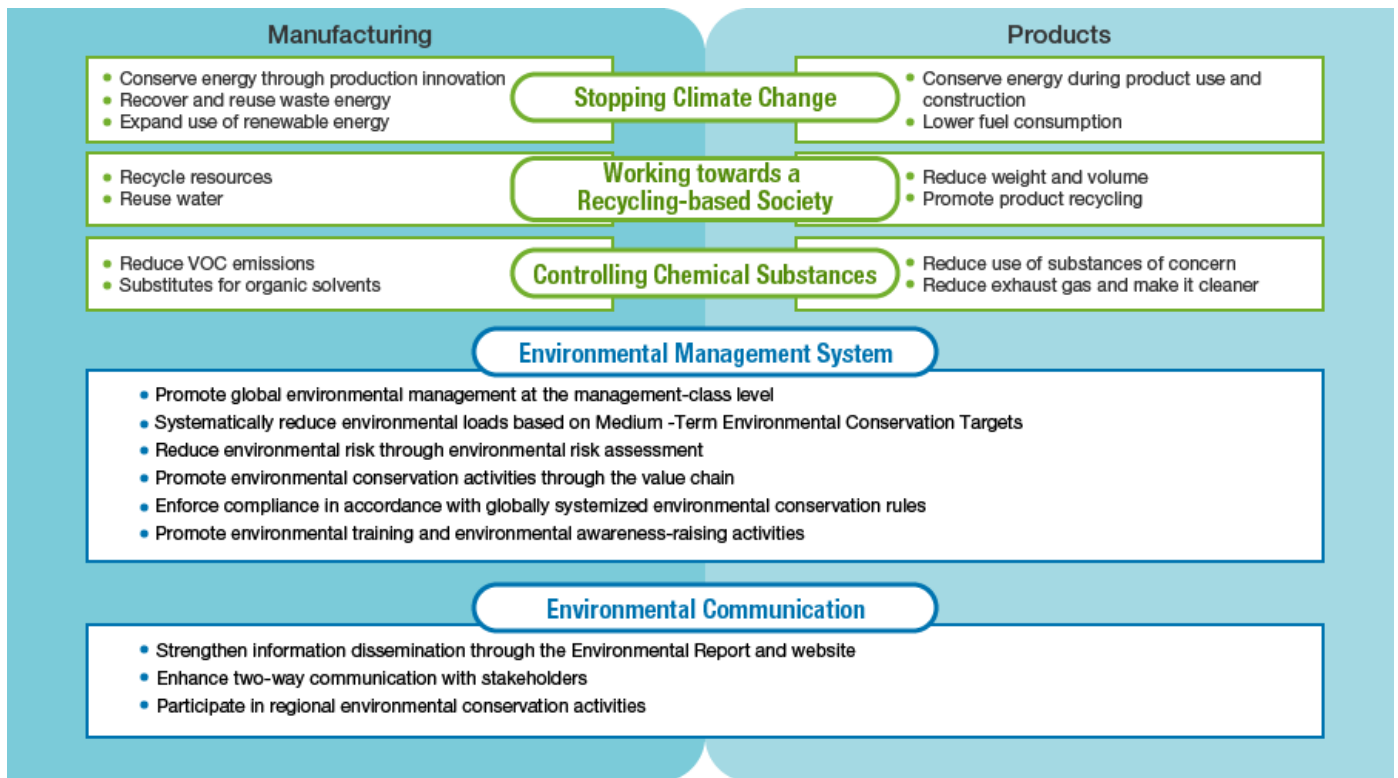 Manufacturing
Products
Stopping Climate Change
• Conserve energy through production innovation
• Recover and reuse waste energy
• Expand use of renewable energy
• Conserve energy during product use and
construction
• Lower fuel consumption
Working towards a
Recycling-based Society
• Recycle resources
• Reuse water
• Reduce weight and volume
• Promote product recycling
Controlling Chemical Substances
• Reduce VOC emissions
• Substitutes for organic solvents
• Reduce use of substances of concern
• Reduce exhaust gas and make it cleaner
Environmental Management System
• Promote global environmental management at the management-class level
• Systematically reduce environmental loads based on Medium -Term Environmental Conservation Targets
• Reduce environmental risk through environmental risk assessment
• Promote environmental conservation activities through the value chain
• Enforce compliance in accordance with globally systemized environmental conservation rules
• Promote environmental training and environmental awareness-raising activities
Environmental Communication
• Strengthen information dissemination through the Environmental Report and website
• Enhance two-way communication with stakeholders
• Participate in regional environmental conservation activities